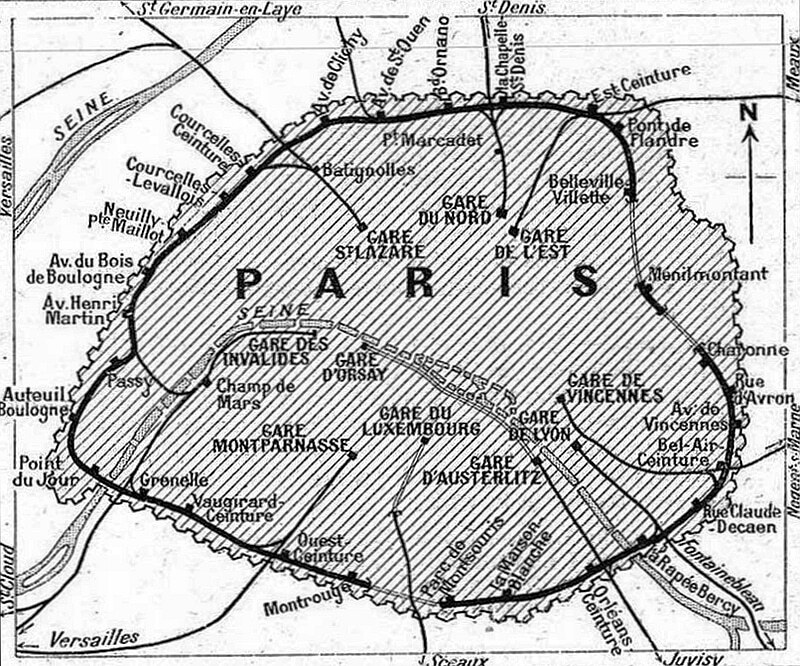 St Germain-en-Laye
St Denis
Meaux
Av. de Clichy
Av. de St Ouen
Bd Ornano
la Chapelle-
St Denis
Est Ceinture
SEINE
Courcelles
Ceinture
Pte Marcadet
Pont de
Flandre
N
Versailles
Courcelles-
-Levallois
Batignolles
Belleville-
Villette
Neuilly-
pte Maillot
GARE
ST LAZARE
GARE
DU NORD
GARE
DE L'EST
Av. du Bois
de Boulogne
PARIS
Menilmontant
Av. Henri
Martin
SEINE
GARE DES
INVALIDES
GARE
D'ORSAY
Charonne
Passy
Champ de
Mars
GARE DE
VINCENNES
Rue
d'Avron
Auteuil
Boulogne
GARE DU
LUXEMBOURG
Av. de
Vincennes
GARE
MONTPARNASSE
GARE
DE LYON
Bel-Air-
Ceinture
Nogent-s-Marne
Point
du Jour
Grenelle
GARE
D'AUSTERLITZ
Vaugirard-
Ceinture
Rue Claude
Decaen
Ouest-
Ceinture
Parc de
Montsouris
la Maison-
Blanche
la Rapée Bercy
Fontainebleau
St Cloud
Montrouge
Orléans
Ceinture
Versailles
Sceaux
Juvisy